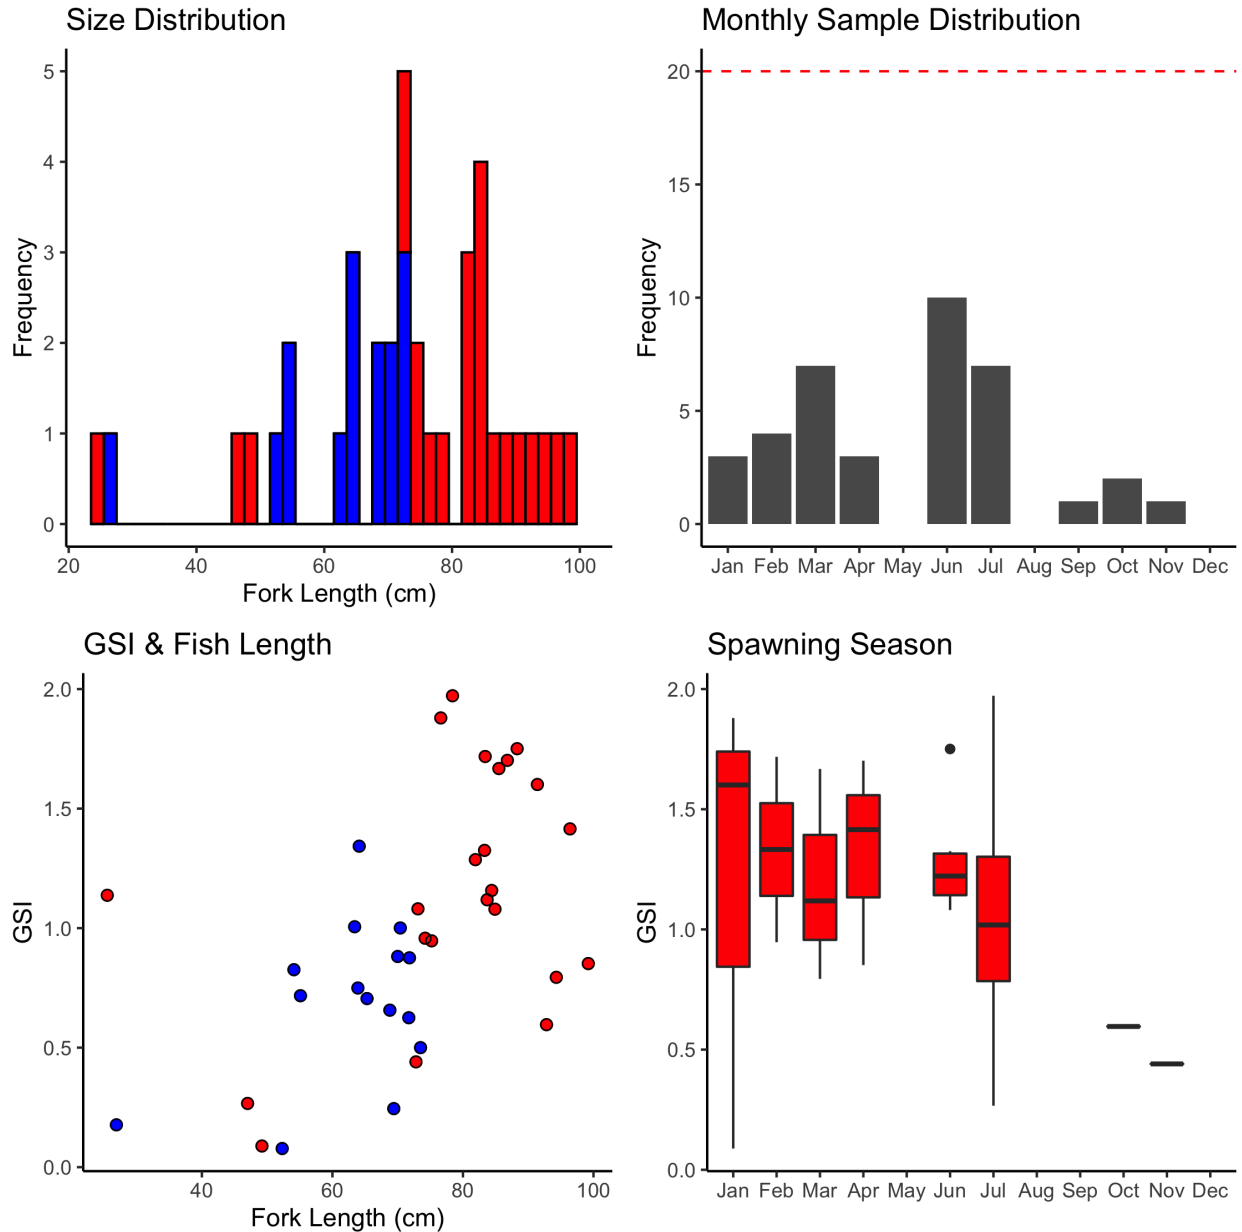 Size Distribution
Frequency
5
4
3
2
1
0
20 40 60 80 100
Fork Length (cm)
Monthly Sample Distribution
Frequency
20
15
10
5
0
Jan Feb Mar Apr May Jun Jul Aug Sep Oct Nov Dec
GSI & Fish Length
GSI
2.0
1.5
1.0
0.5
0.0
40 60 80 100
Fork Length (cm)
Spawning Season
GSI
2.0
1.5
1.0
0.5
0.0
Jan Feb Mar Apr May Jun Jul Aug Sep Oct Nov Dec